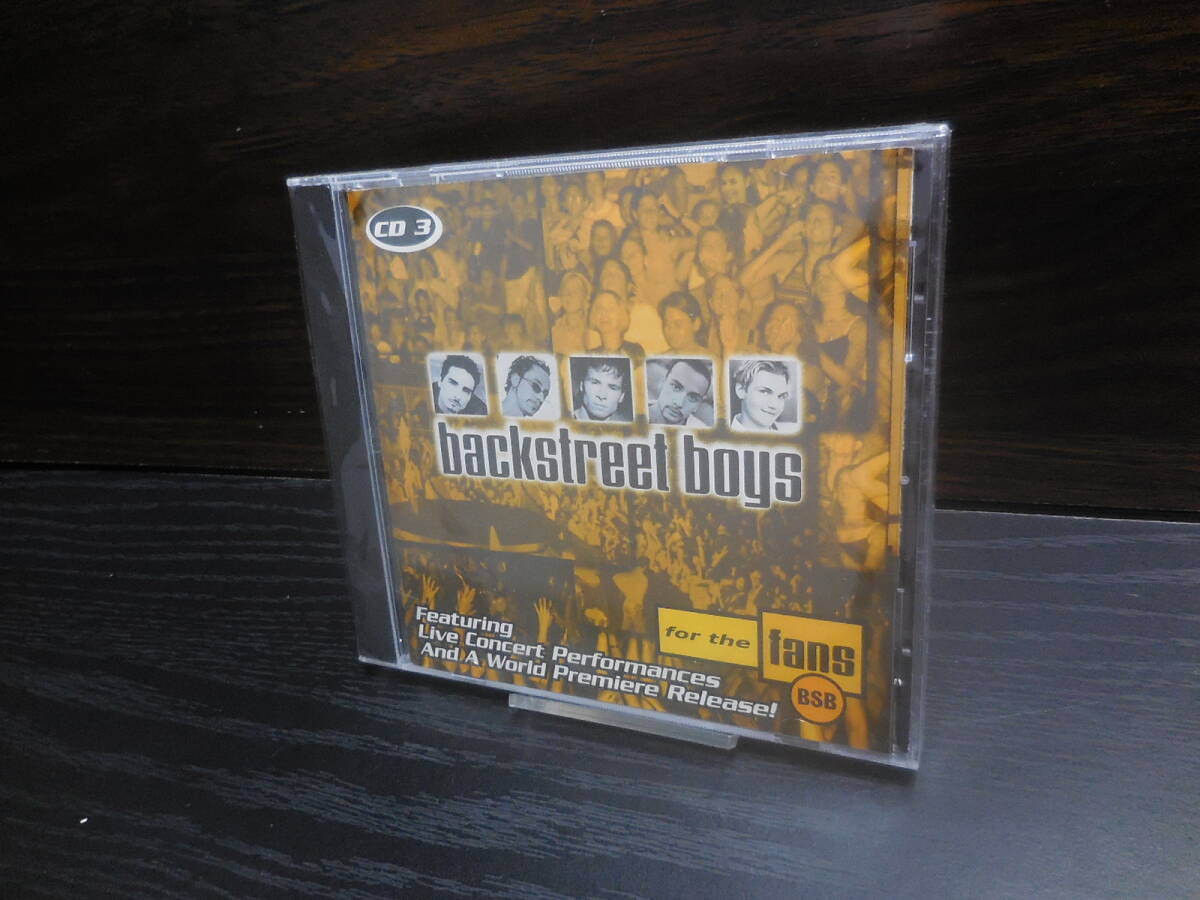 CD 3
backstreet boys
Featuring
Live Concert Performances
And A World Premiere Release!
for the
fans
BSB